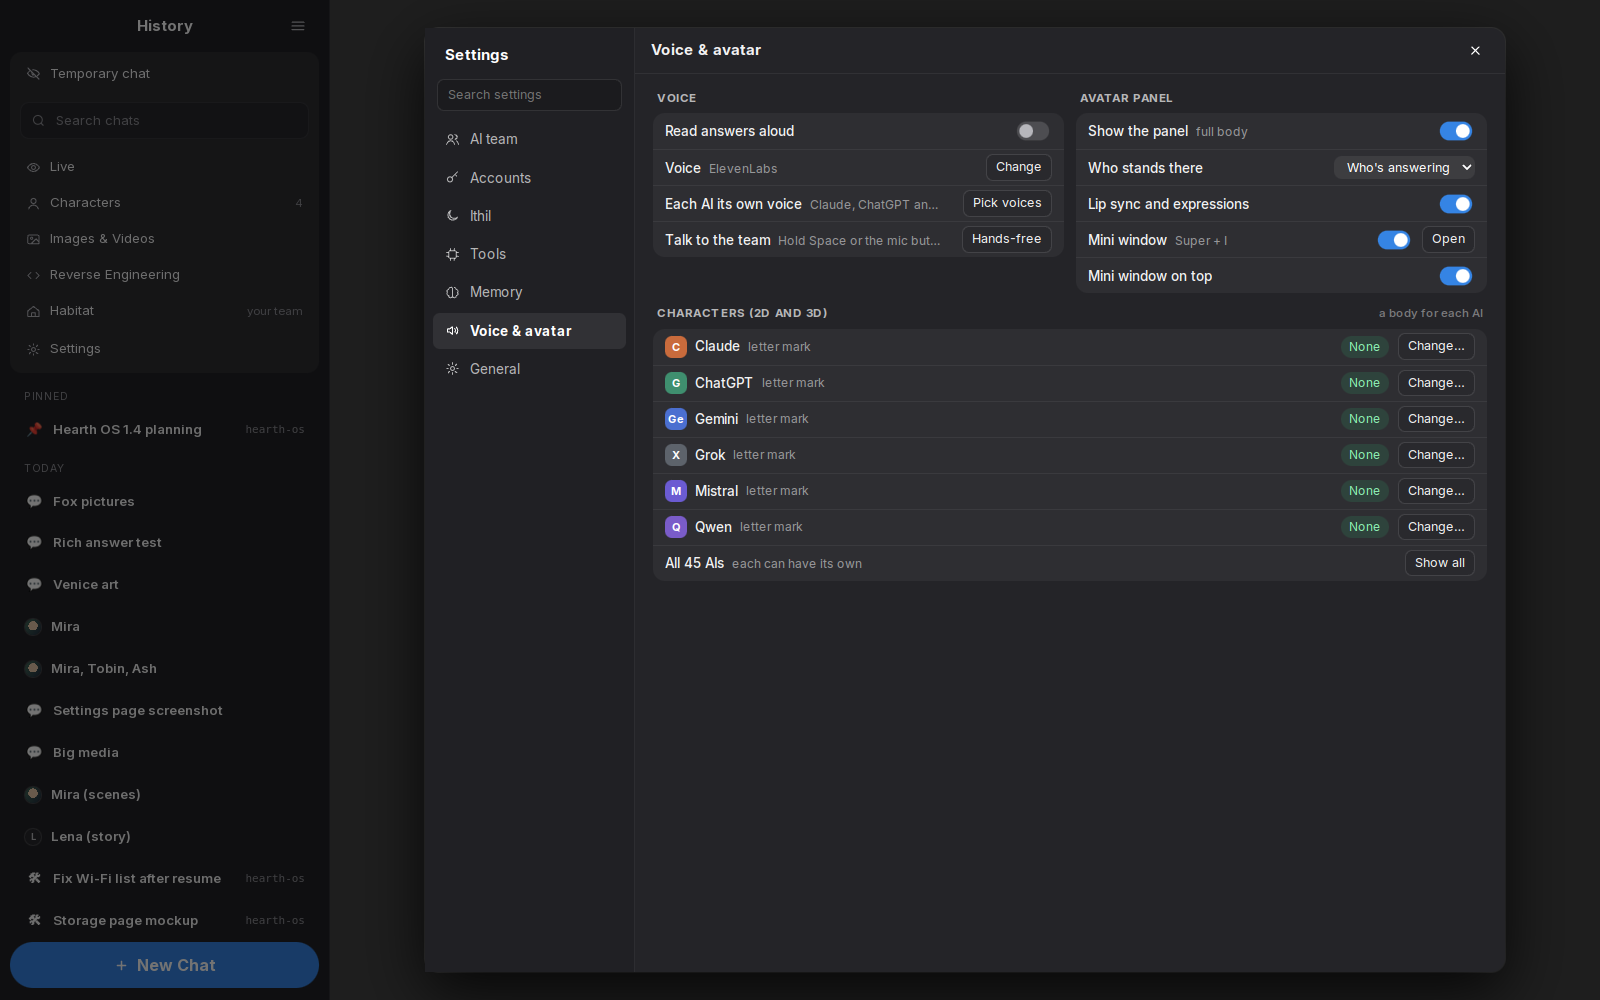 History
Temporary chat
Search chats
Live
Characters 4
Images & Videos
Reverse Engineering
Habitat your team
Settings
PINNED
Hearth OS 1.4 planning hearth-os
TODAY
Fox pictures
Rich answer test
Venice art
Mira
Mira, Tobin, Ash
Settings page screenshot
Big media
Mira (scenes)
L Lena (story)
Fix Wi-Fi list after resume hearth-os
Storage page mockup hearth-os
+ New Chat
Settings
Search settings
AI team
Accounts
Ithil
Tools
Memory
Voice & avatar
General
Voice & avatar
VOICE
Read answers aloud
Voice ElevenLabs Change
Each AI its own voice Claude, ChatGPT an... Pick voices
Talk to the team Hold Space or the mic but... Hands-free
AVATAR PANEL
Show the panel full body
Who stands there Who's answering
Lip sync and expressions
Mini window Super + I Open
Mini window on top
CHARACTERS (2D AND 3D) a body for each AI
C Claude letter mark None Change...
G ChatGPT letter mark None Change...
Ge Gemini letter mark None Change...
X Grok letter mark None Change...
M Mistral letter mark None Change...
Q Qwen letter mark None Change...
All 45 AIs each can have its own Show all